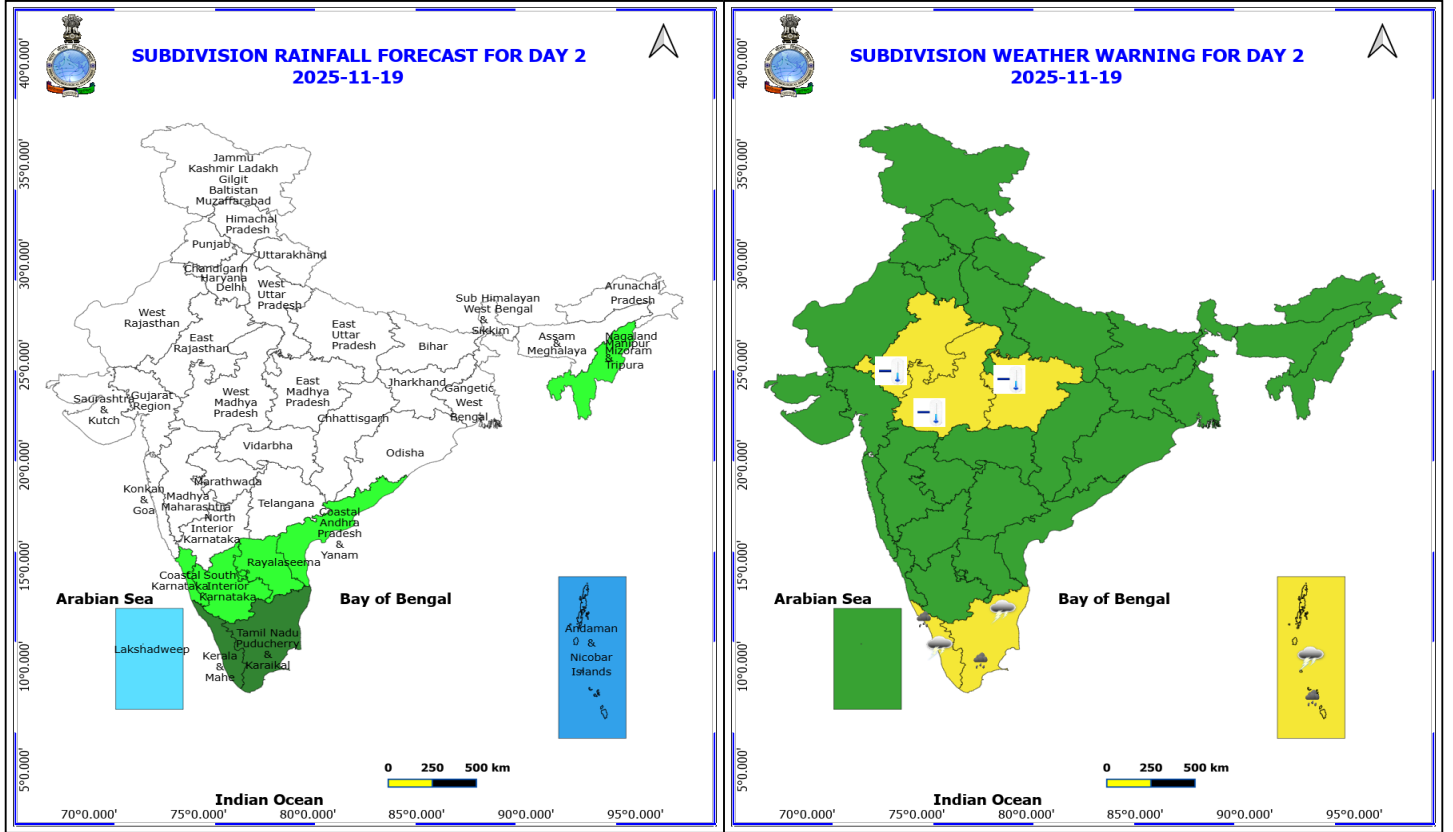 SUBDIVISION RAINFALL FORECAST FOR DAY 2
2025-11-19
40°0.000'
35°0.000'
30°0.000'
25°0.000'
20°0.000'
15°0.000'
10°0.000'
5°0.000'
Jammu
Kashmir Ladakh
Gilgit
Baltistan
Muzaffarabad
Himachal
Pradesh
Punjab
Uttarakhand
Chandigarh
Haryana
Delhi
West
Uttar
Pradesh
Arunachal
Pradesh
Sub Himalayan
West Bengal
&
Sikkim
West
Rajasthan
East
Rajasthan
East
Uttar
Pradesh
Bihar
Assam
&
Meghalaya
Nagaland
Manipur
Mizoram
&
Tripura
Saurashtra
&
Kutch
Gujarat
Region
West
Madhya
Pradesh
East
Madhya
Pradesh
Jharkhand
Gangetic
West
Bengal
Chhattisgarh
Vidarbha
Odisha
Konkan
&
Goa
Madhya
Maharashtra
Marathwada
Telangana
North
Interior
Karnataka
Coastal
Andhra
Pradesh
&
Yanam
Rayalaseema
Coastal
Karnataka
South
Interior
Karnataka
Arabian Sea
Bay of Bengal
Lakshadweep
Kerala
&
Mahe
Tamil Nadu
Puducherry
&
Karaikal
Andaman
&
Nicobar
Islands
0 250 500 km
Indian Ocean
70°0.000' 75°0.000' 80°0.000' 85°0.000' 90°0.000' 95°0.000'
SUBDIVISION WEATHER WARNING FOR DAY 2
2025-11-19
40°0.000'
35°0.000'
30°0.000'
25°0.000'
20°0.000'
15°0.000'
10°0.000'
5°0.000'
Arabian Sea
Bay of Bengal
0 250 500 km
Indian Ocean
70°0.000' 75°0.000' 80°0.000' 85°0.000' 90°0.000' 95°0.000'